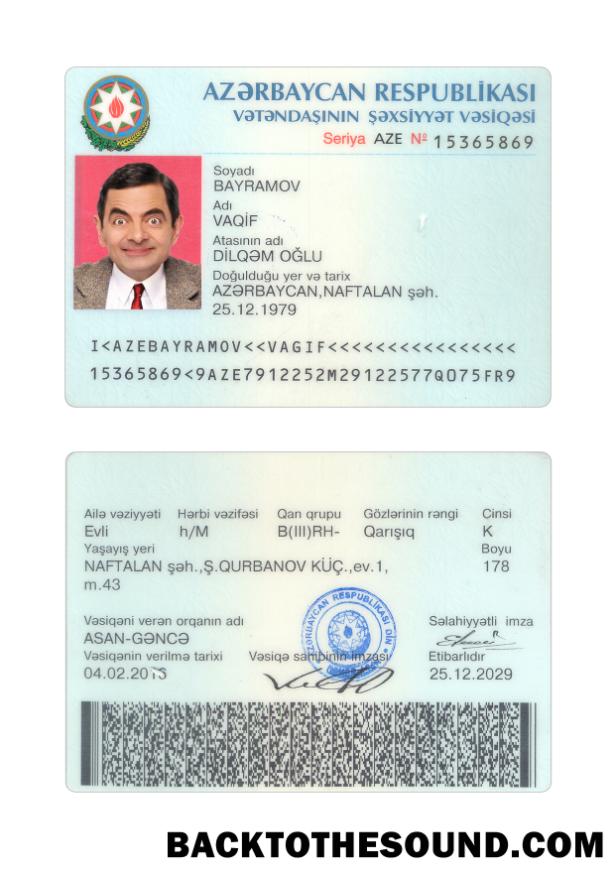 AZƏRBAYCAN RESPUBLİKASI
VƏTƏNDAŞININ ŞƏXSİYYƏT VƏSİQƏSİ
Seriya AZE № 15365869
Soyadı
BAYRAMOV
Adı
VAQİF
Atasının adı
DİLQƏM OĞLU
Doğulduğu yer və tarix
AZƏRBAYCAN,NAFTALAN şəh.
25.12.1979
I<AZEBAYRAMOV<<VAGIF<<<<<<<<<<<<<<<<<
15365869<9AZE7912252M29122577QO75FR9
Ailə vəziyyəti Hərbi vəzifəsi Qan qrupu Gözlərinin rəngi Cinsi
Evli h/M B(III)RH- Qarışıq K
Yaşayış yeri Boyu
NAFTALAN şəh.,Ş.QURBANOV KÜÇ.,ev.1, 178
m.43
AZƏRBAYCAN RESPUBLİKASI DİN
Vəsiqəni verən orqanın adı Səlahiyyətli imza
ASAN-GƏNCƏ
Vəsiqənin verilmə tarixi Vəsiqə sahibinin imzası Etibarlıdır
04.02.20 25.12.2029
BACKTOTHESOUND.COM